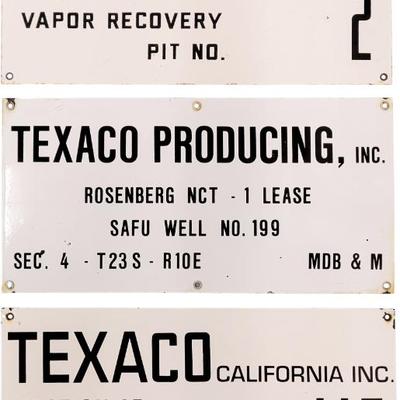 VAPOR RECOVERY
PIT NO. 2
TEXACO PRODUCING, INC.
ROSENBERG NCT - 1 LEASE
SAFU WELL NO. 199
SEC. 4 - T23S - R10E MDB & M
TEXACO CALIFORNIA INC.